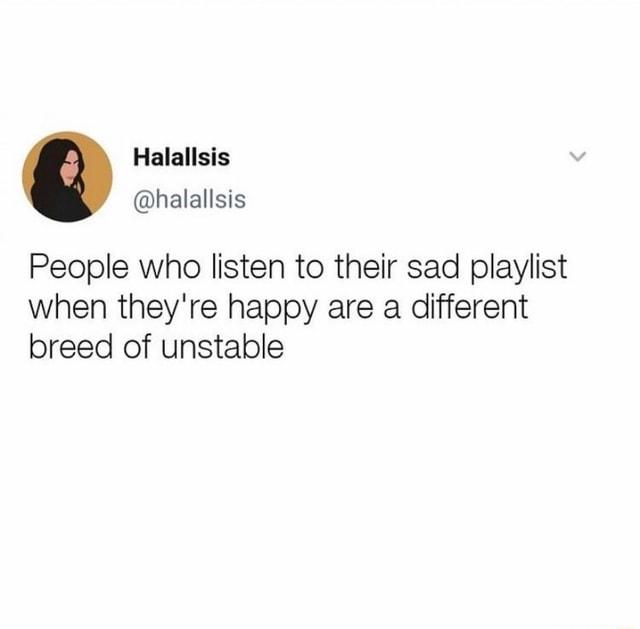 Halallsis
@halallsis
People who listen to their sad playlist
when they're happy are a different
breed of unstable